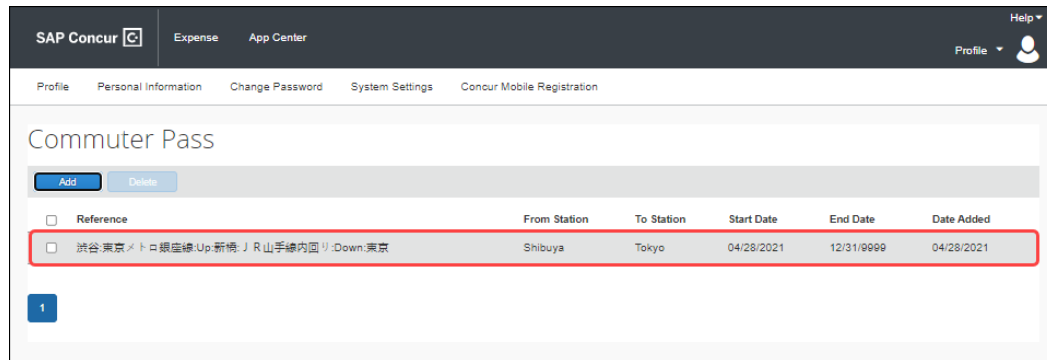 Help
SAP Concur C Expense App Center
Profile
Profile Personal Information Change Password System Settings Concur Mobile Registration
Commuter Pass
Add Delete
Reference From Station To Station Start Date End Date Date Added
渋谷:東京メトロ銀座線:Up:新橋:ＪＲ山手線内回り:Down:東京 Shibuya Tokyo 04/28/2021 12/31/9999 04/28/2021
1